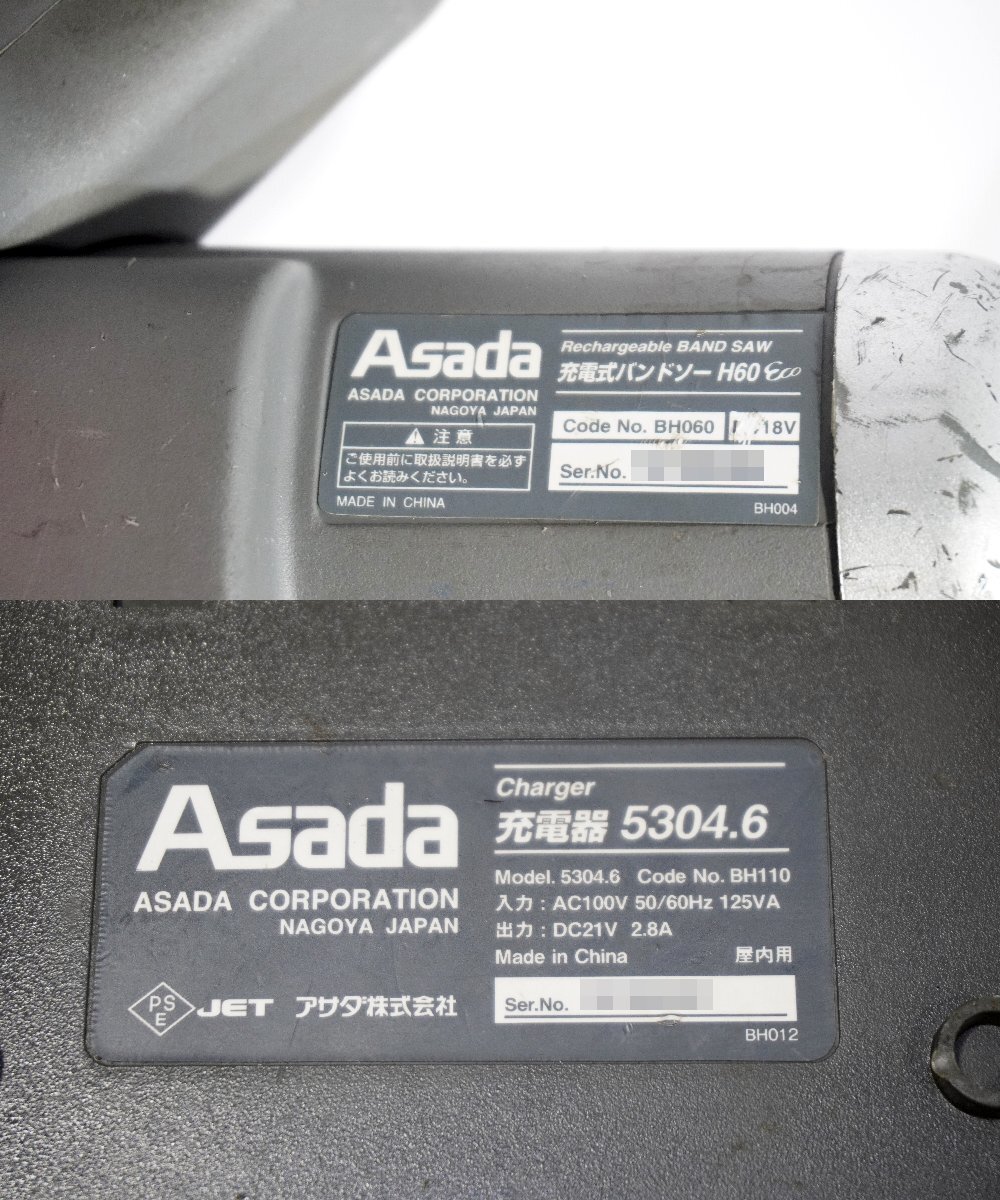 Asada
ASADA CORPORATION
NAGOYA JAPAN
注意
ご使用前に取扱説明書を必ず
よくお読みください。
MADE IN CHINA
Rechargeable BAND SAW
充電式バンドソー H60 Eco
Code No. BH060 18V
Ser.No.
BH004
Asada
ASADA CORPORATION
NAGOYA JAPAN
PS
E
JET アサダ株式会社
Charger
充電器 5304.6
Model. 5304.6 Code No. BH110
入力 : AC100V 50/60Hz 125VA
出力 : DC21V 2.8A
Made in China 屋内用
Ser.No.
BH012